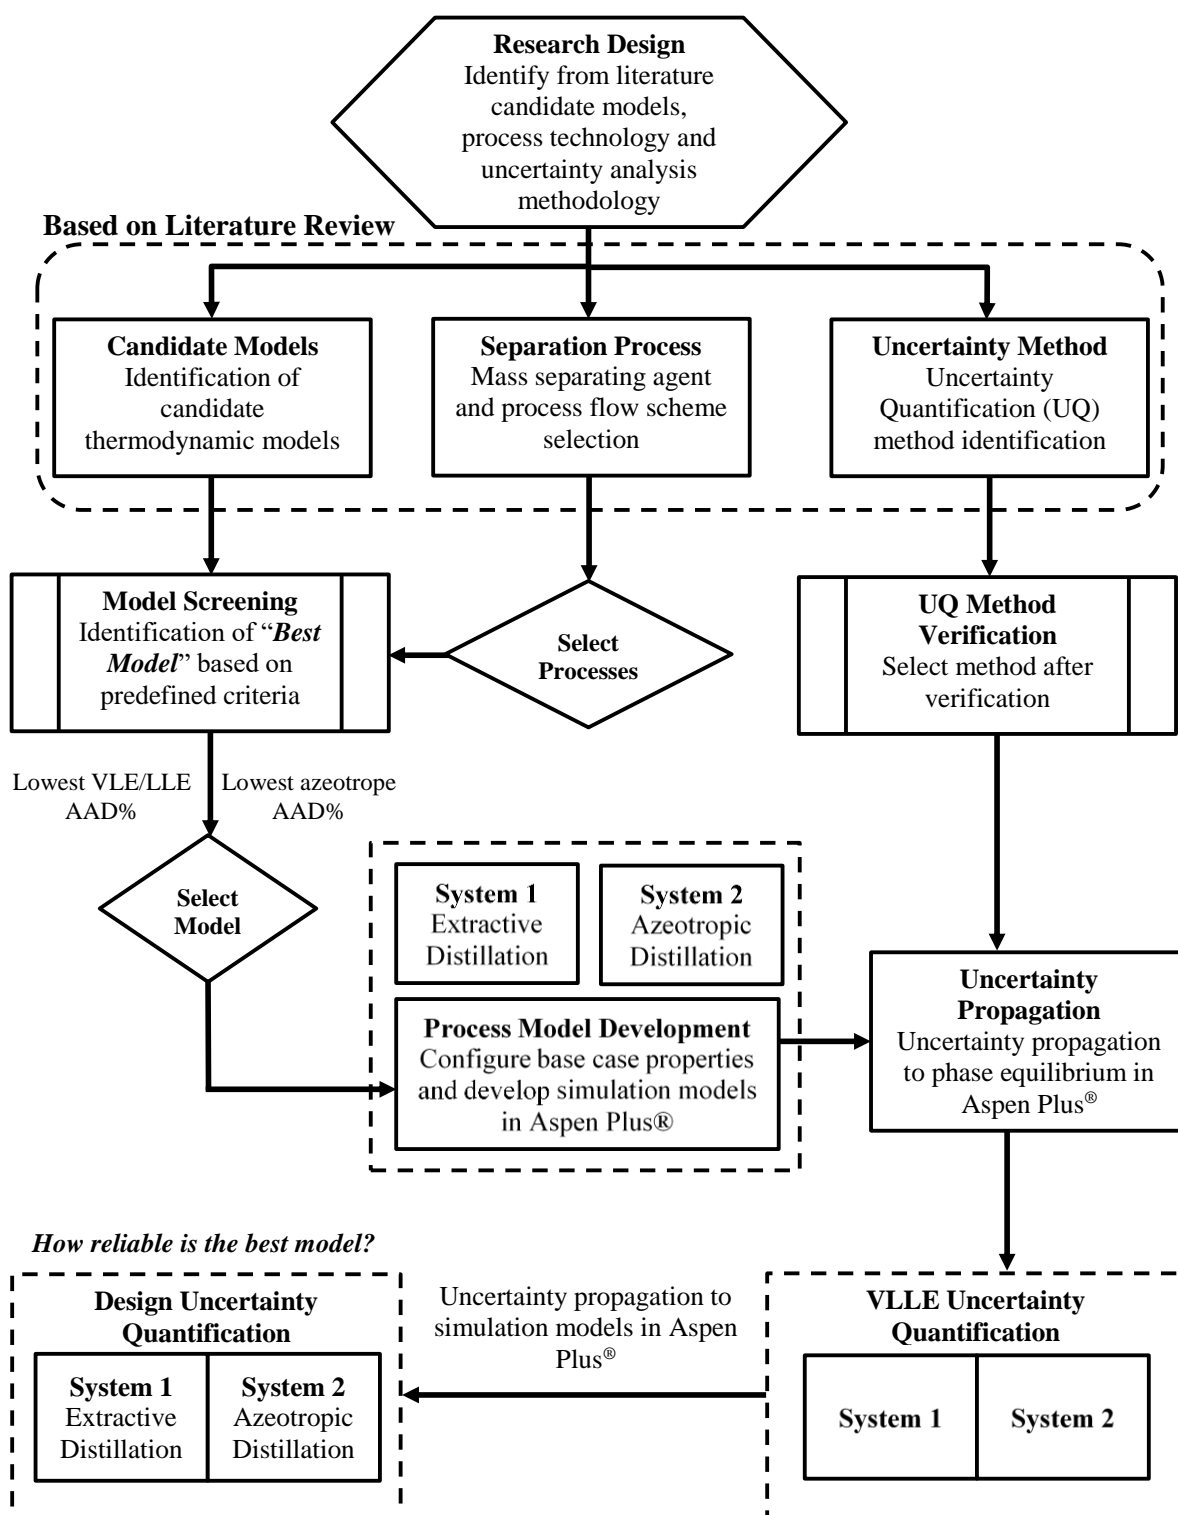 Research Design
Identify from literature
candidate models,
process technology and
uncertainty analysis
methodology
Based on Literature Review
Candidate Models
Identification of
candidate
thermodynamic models
Separation Process
Mass separating agent
and process flow scheme
selection
Uncertainty Method
Uncertainty
Quantification (UQ)
method identification
Model Screening
Identification of “Best
Model” based on
predefined criteria
Select
Processes
UQ Method
Verification
Select method after
verification
Lowest VLE/LLE
AAD%
Lowest azeotrope
AAD%
Select
Model
System 1
Extractive
Distillation
System 2
Azeotropic
Distillation
Process Model Development
Configure base case properties
and develop simulation models
in Aspen Plus®
Uncertainty
Propagation
Uncertainty propagation
to phase equilibrium in
Aspen Plus®
How reliable is the best model?
Design Uncertainty
Quantification
System 1
Extractive
Distillation
System 2
Azeotropic
Distillation
Uncertainty propagation to
simulation models in Aspen
Plus®
VLLE Uncertainty
Quantification
System 1
System 2